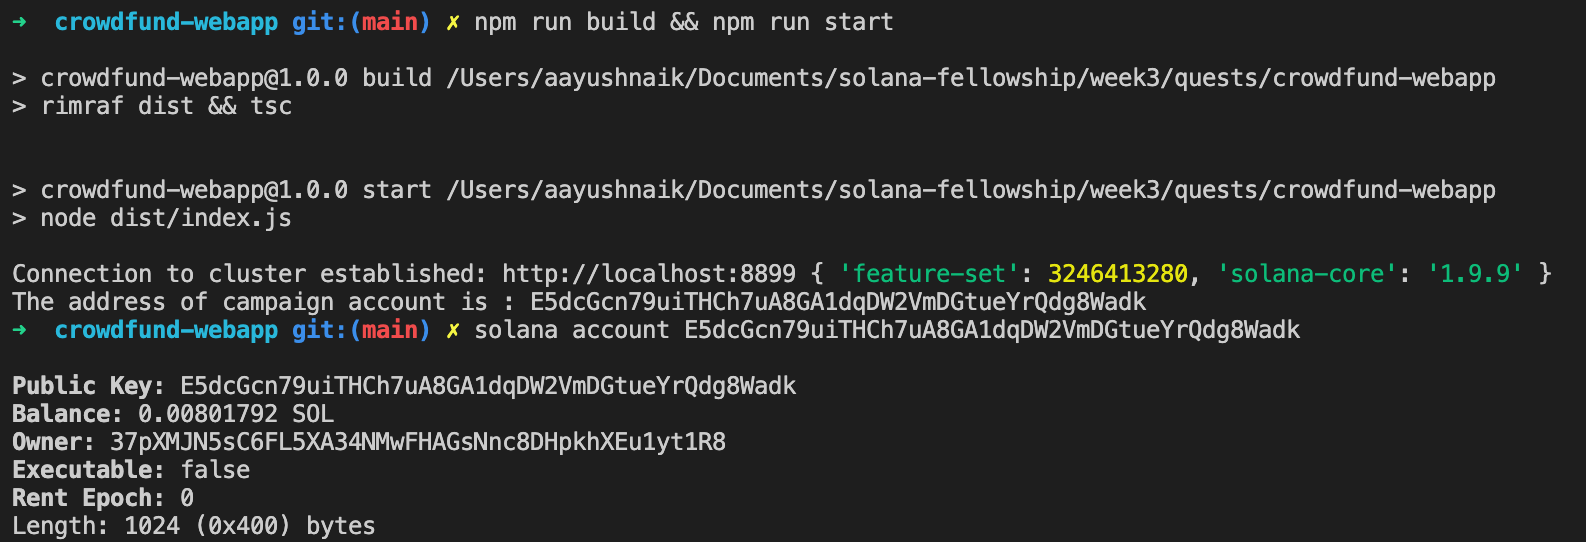 ➜  crowdfund-webapp git:(main) ✗ npm run build && npm run start
> crowdfund-webapp@1.0.0 build /Users/aayushnaik/Documents/solana-fellowship/week3/quests/crowdfund-webapp
> rimraf dist && tsc
> crowdfund-webapp@1.0.0 start /Users/aayushnaik/Documents/solana-fellowship/week3/quests/crowdfund-webapp
> node dist/index.js
Connection to cluster established: http://localhost:8899 { 'feature-set': 3246413280, 'solana-core': '1.9.9' }
The address of campaign account is : E5dcGcn79uiTHCh7uA8GA1dqDW2VmDGtueYrQdg8Wadk
➜  crowdfund-webapp git:(main) ✗ solana account E5dcGcn79uiTHCh7uA8GA1dqDW2VmDGtueYrQdg8Wadk
Public Key: E5dcGcn79uiTHCh7uA8GA1dqDW2VmDGtueYrQdg8Wadk
Balance: 0.00801792 SOL
Owner: 37pXMJN5sC6FL5XA34NMwFHAGsNnc8DHpkhXEu1yt1R8
Executable: false
Rent Epoch: 0
Length: 1024 (0x400) bytes